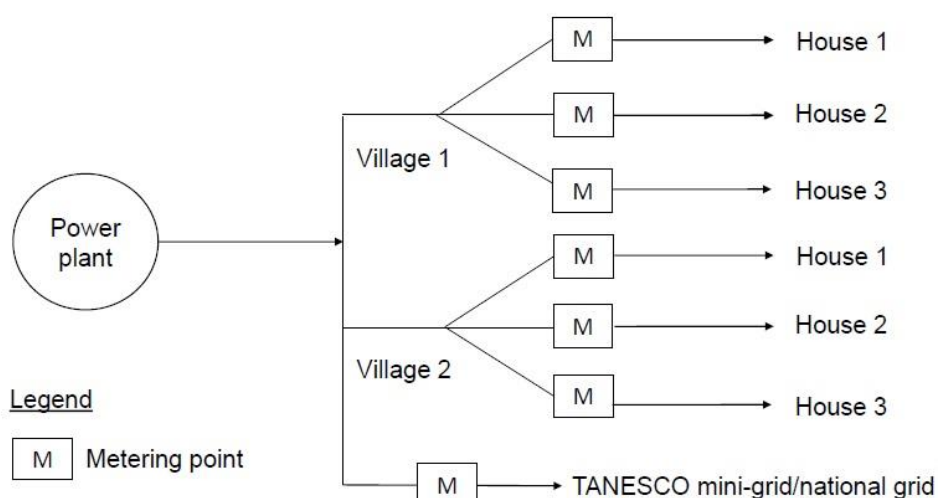 M
House 1
M
House 2
Village 1
M
House 3
Power
plant
M
House 1
M
House 2
Village 2
M
House 3
Legend
M
Metering point
M
TANESCO mini-grid/national grid